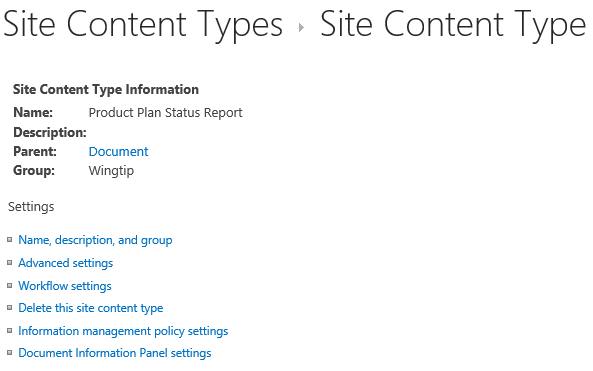 Site Content Types ▸ Site Content Type
Site Content Type Information
Name: Product Plan Status Report
Description:
Parent: Document
Group: Wingtip
Settings
Name, description, and group
Advanced settings
Workflow settings
Delete this site content type
Information management policy settings
Document Information Panel settings